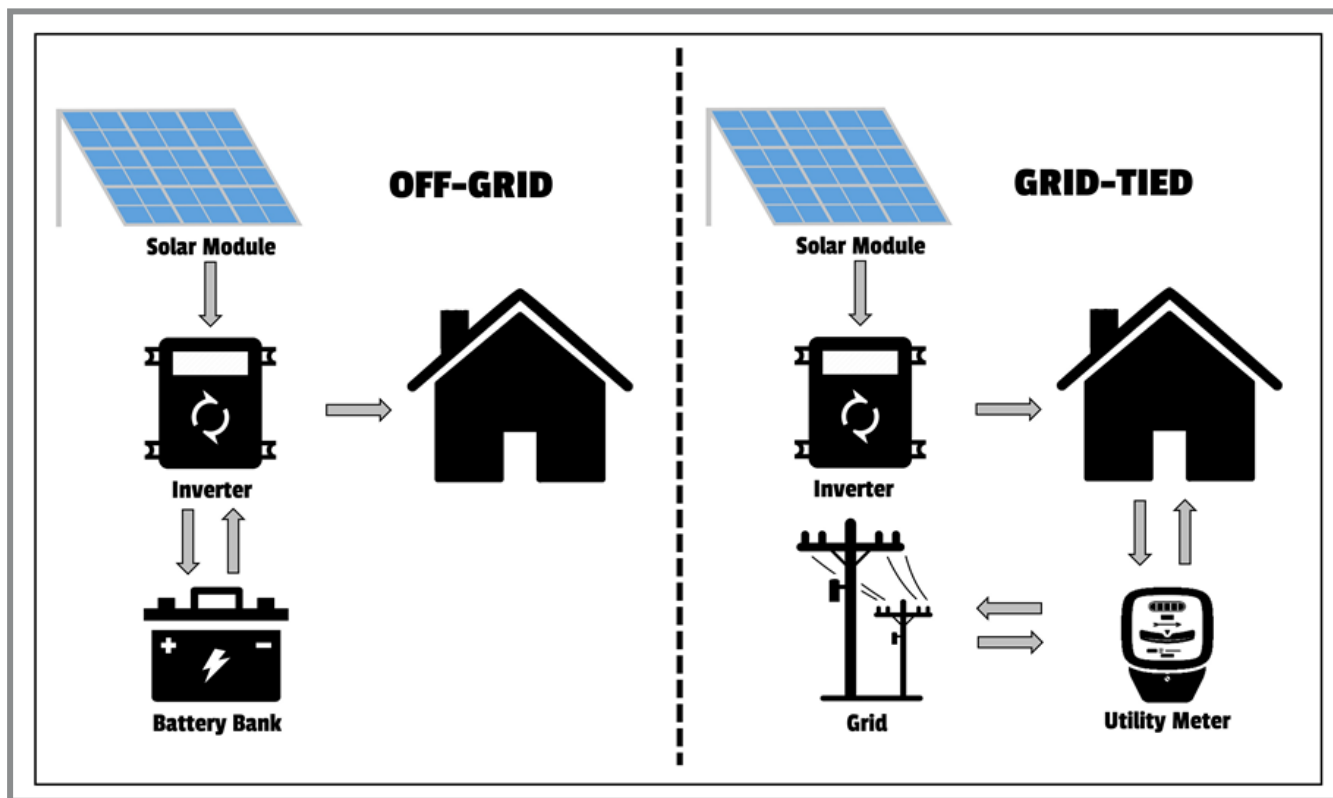 OFF-GRID
Solar Module
Inverter
Battery Bank
GRID-TIED
Solar Module
Inverter
Grid
Utility Meter